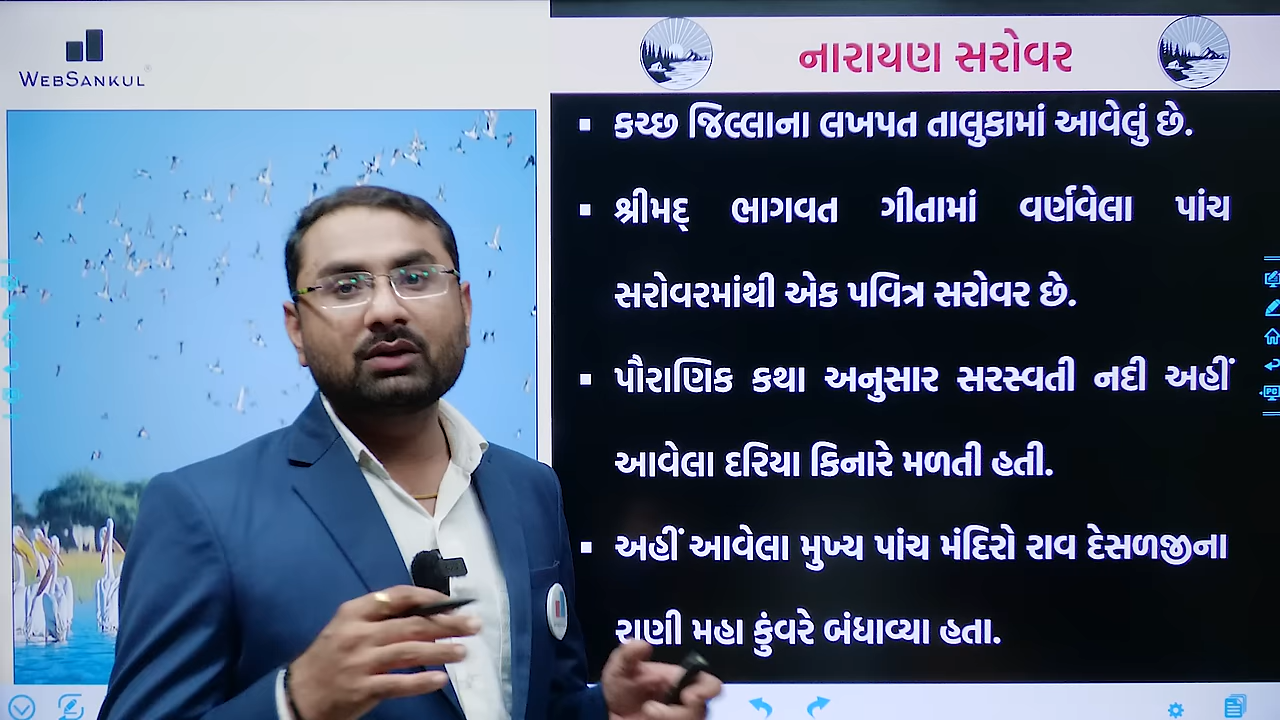 WEBSANKUL
નારાયણ સરોવર
▪ કચ્છ જિલ્લાના લખપત તાલુકામાં આવેલું છે.
▪ શ્રીમદ્ ભાગવત ગીતામાં વર્ણવેલા પાંચ
સરોવરમાંથી એક પવિત્ર સરોવર છે.
▪ પૌરાણિક કથા અનુસાર સરસ્વતી નદી અહીં
આવેલા દરિયા કિનારે મળતી હતી.
▪ અહીં આવેલા મુખ્ય પાંચ મંદિરો રાવ દેસળજીના
રાણી મહા કુંવરે બંધાવ્યા હતા.